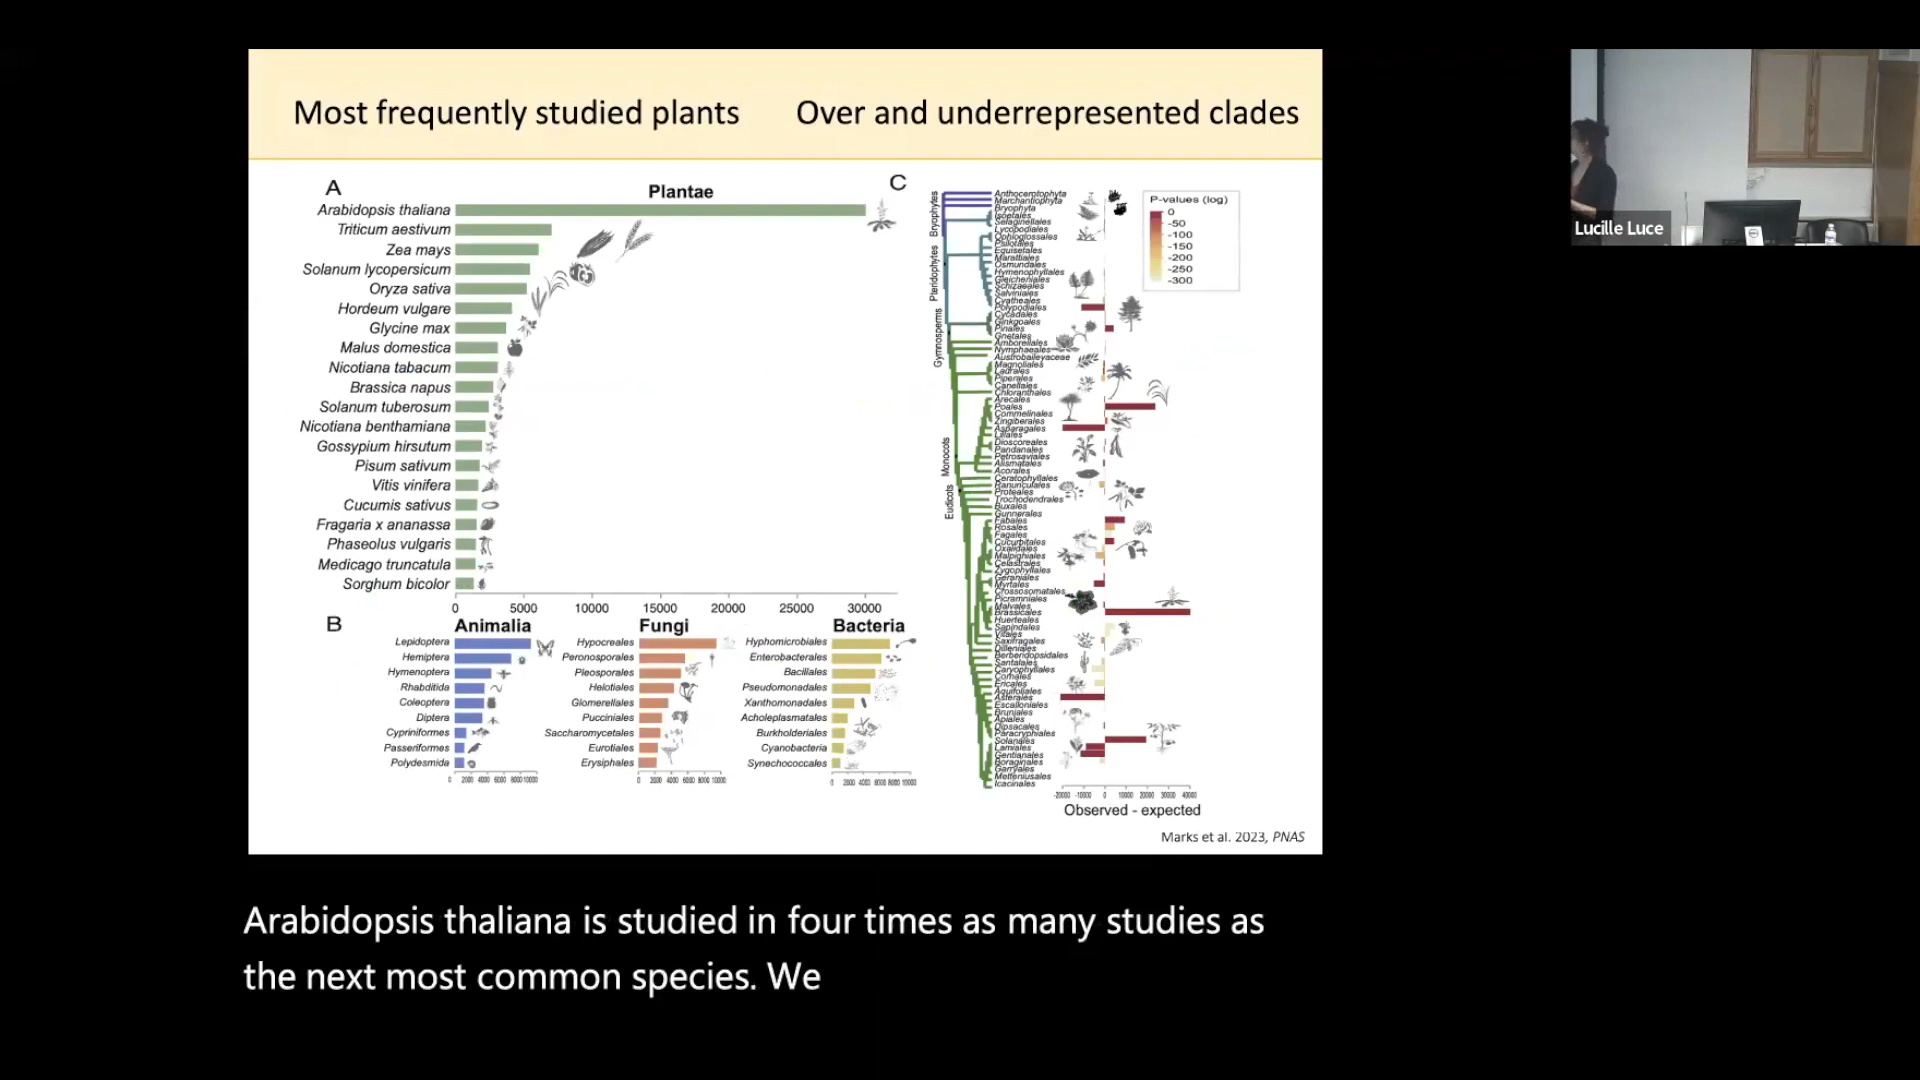 Most frequently studied plants
Over and underrepresented clades
A
Plantae
Arabidopsis thaliana
Triticum aestivum
Zea mays
Solanum lycopersicum
Oryza sativa
Hordeum vulgare
Glycine max
Malus domestica
Nicotiana tabacum
Brassica napus
Solanum tuberosum
Nicotiana benthamiana
Gossypium hirsutum
Pisum sativum
Vitis vinifera
Cucumis sativus
Fragaria x ananassa
Phaseolus vulgaris
Medicago truncatula
Sorghum bicolor
0 5000 10000 15000 20000 25000 30000
B
Animalia
Lepidoptera
Hemiptera
Hymenoptera
Rhabditida
Coleoptera
Diptera
Cypriniformes
Passeriformes
Polydesmida
0 2000 4000 6000 8000 10000
Fungi
Hypocreales
Peronosporales
Pleosporales
Helotiales
Glomerellales
Pucciniales
Saccharomycetales
Eurotiales
Erysiphales
0 2000 4000 6000 8000 10000
Bacteria
Hyphomicrobiales
Enterobacterales
Bacillales
Pseudomonadales
Xanthomonadales
Acholeplasmatales
Burkholderiales
Cyanobacteria
Synechococcales
0 2000 4000 6000 8000 10000
C
Bryophytes
Pteridophytes
Gymnosperms
Monocots
Eudicots
Anthocerotophyta
Marchantiophyta
Bryophyta
Isoetales
Selaginellales
Lycopodiales
Ophioglossales
Psilotales
Equisetales
Marattiales
Osmundales
Hymenophyllales
Gleicheniales
Schizaeales
Salviniales
Cyatheales
Polypodiales
Cycadales
Ginkgoales
Pinales
Gnetales
Amborellales
Nymphaeales
Austrobaileyaceae
Magnoliales
Laurales
Piperales
Canellales
Chloranthales
Arecales
Poales
Commelinales
Zingiberales
Asparagales
Liliales
Dioscoreales
Pandanales
Petrosaviales
Alismatales
Acorales
Ceratophyllales
Ranunculales
Proteales
Trochodendrales
Buxales
Gunnerales
Fabales
Rosales
Fagales
Cucurbitales
Oxalidales
Malpighiales
Celastrales
Zygophyllales
Geraniales
Myrtales
Crossosomatales
Picramniales
Malvales
Brassicales
Huerteales
Sapindales
Vitales
Saxifragales
Dilleniales
Berberidopsidales
Santalales
Caryophyllales
Cornales
Ericales
Aquifoliales
Asterales
Escalloniales
Bruniales
Apiales
Dipsacales
Paracryphiales
Solanales
Lamiales
Gentianales
Boraginales
Garryales
Metteniusales
Icacinales
P-values (log)
0
-50
-100
-150
-200
-250
-300
-20000 -10000 0 10000 20000 30000 40000
Observed - expected
Marks et al. 2023, PNAS
Lucille Luce
Arabidopsis thaliana is studied in four times as many studies as
the next most common species. We